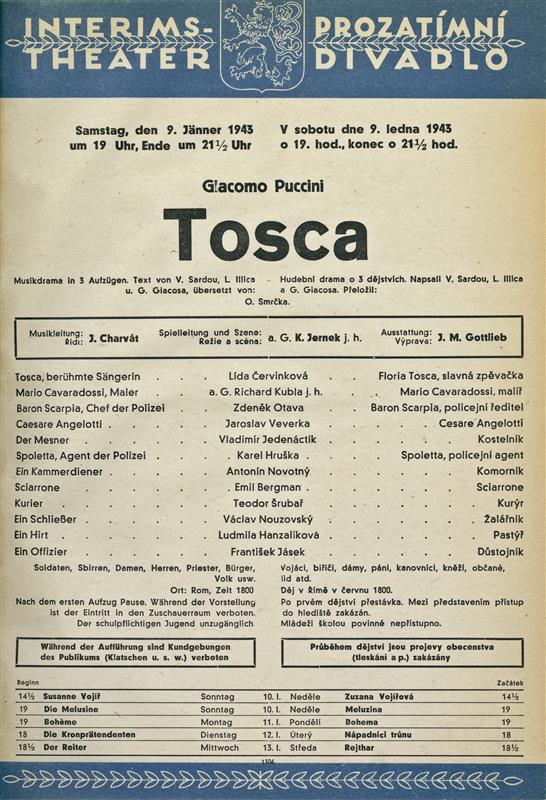 INTERIMS- PROZATÍMNÍ
THEATER DIVADLO
Samstag, den 9. Jänner 1943 V sobotu dne 9. ledna 1943
um 19 Uhr, Ende um 21½ Uhr o 19. hod., konec o 21½ hod.
Giacomo Puccini
Tosca
Musikdrama in 3 Aufzügen. Text von V. Sardou, L. Illica - Hudební drama o 3 dějstvích. Napsali V. Sardou, L. Illica
u. G. Giacosa, übersetzt von: a G. Giacosa. Přeložil:
O. Smrčka.
Musikleitung: Řídí: J. Charvát Spielleitung und Szene: Režie a scéna: a. G. K. Jernek j. h. Ausstattung: Výprava: J. M. Gottlieb
Tosca, berühmte Sängerin . . . Lída Červinková . . . Floria Tosca, slavná zpěvačka
Mario Cavaradossi, Maler . . . a. G. Richard Kubla j. h. . . . Mario Cavaradossi, malíř
Baron Scarpia, Chef der Polizei . . Zdeněk Otava . . . Baron Scarpia, policejní ředitel
Caesare Angelotti . . . . Jaroslav Veverka . . . . . Cesare Angelotti
Der Mesner . . . . . Vladimír Jedenáctík . . . . . . Kostelník
Spoletta, Agent der Polizei . . . Karel Hruška . . . . Spoletta, policejní agent
Ein Kammerdiener . . . . Antonín Novotný . . . . . . Komorník
Sciarrone . . . . . Emil Bergman . . . . . . Sciarrone
Kurier . . . . . Teodor Šrubař . . . . . . Kurýr
Ein Schließer . . . . . Václav Nouzovský . . . . . . Žalářník
Ein Hirt . . . . . Ludmila Hanzalíková . . . . . . Pastýř
Ein Offizier . . . . . František Jásek . . . . . . Důstojník
Soldaten, Sbirren, Damen, Herren, Priester, Bürger, Vojáci, biřiči, dámy, páni, kanovníci, kněží, občané,
Volk usw. lid atd.
Ort: Rom, Zeit 1800 Děj v Římě v červnu 1800.
Nach dem ersten Aufzug Pause. Während der Vorstellung Po prvém dějství přestávka. Mezi představením přístup
ist der Eintritt in den Zuschauerraum verboten. do hlediště zakázán.
Der schulpflichtigen Jugend unzugänglich. Mládeži školou povinné nepřístupno.
Während der Aufführung sind Kundgebungen Průběhem dějství jsou projevy obecenstva
des Publikums (Klatschen u. s. w.) verboten (tleskání a p.) zakázány
Beginn Začátek
14½ Susanne Vojíř Sonntag 10. I. Neděle Zuzana Vojířová 14½
19 Die Melusine Sonntag 10. I. Neděle Meluzina 19
19 Bohème Montag 11. I. Pondělí Bohema 19
18 Die Kronprätendenten Dienstag 12. I. Úterý Nápadníci trůnu 18
18½ Der Reiter Mittwoch 13. I. Středa Rejthar 18½
1306